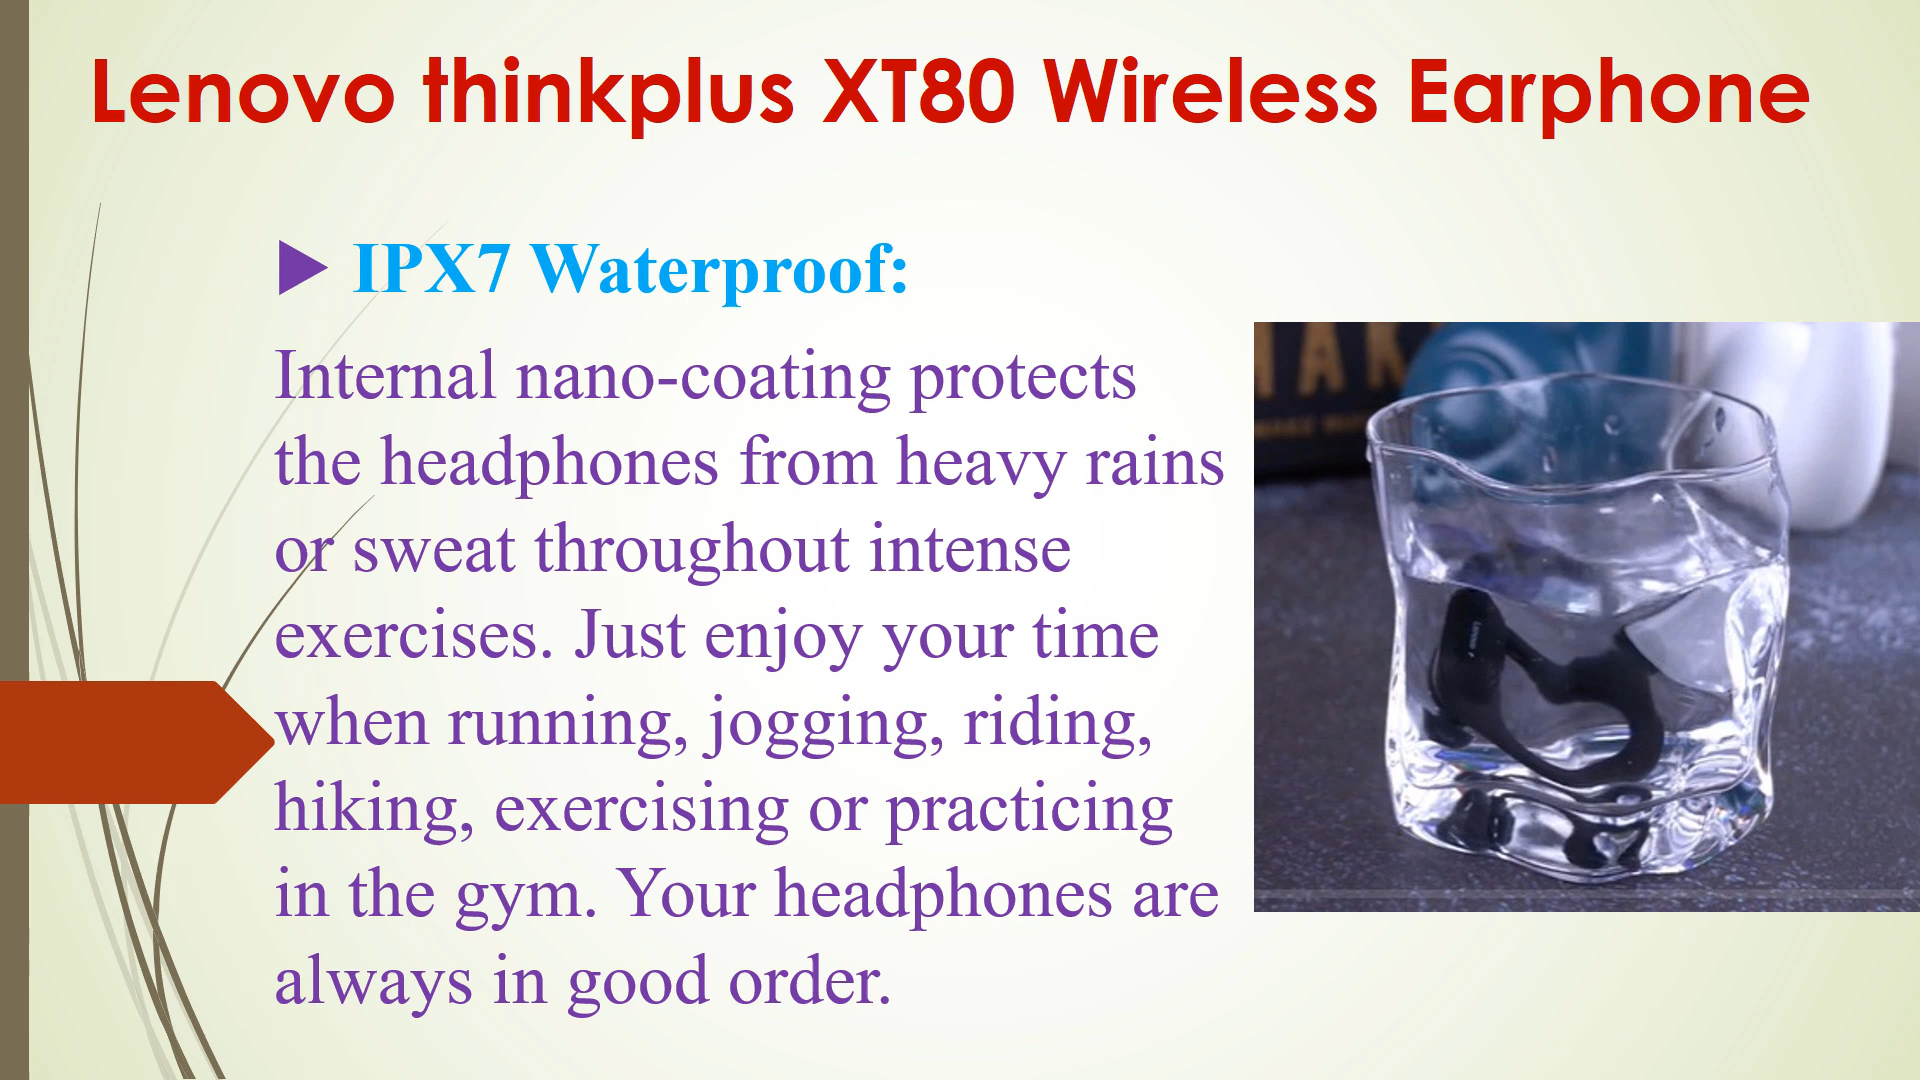 Lenovo thinkplus XT80 Wireless Earphone
IPX7 Waterproof:
Internal nano-coating protects
the headphones from heavy rains
or sweat throughout intense
exercises. Just enjoy your time
when running, jogging, riding,
hiking, exercising or practicing
in the gym. Your headphones are
always in good order.